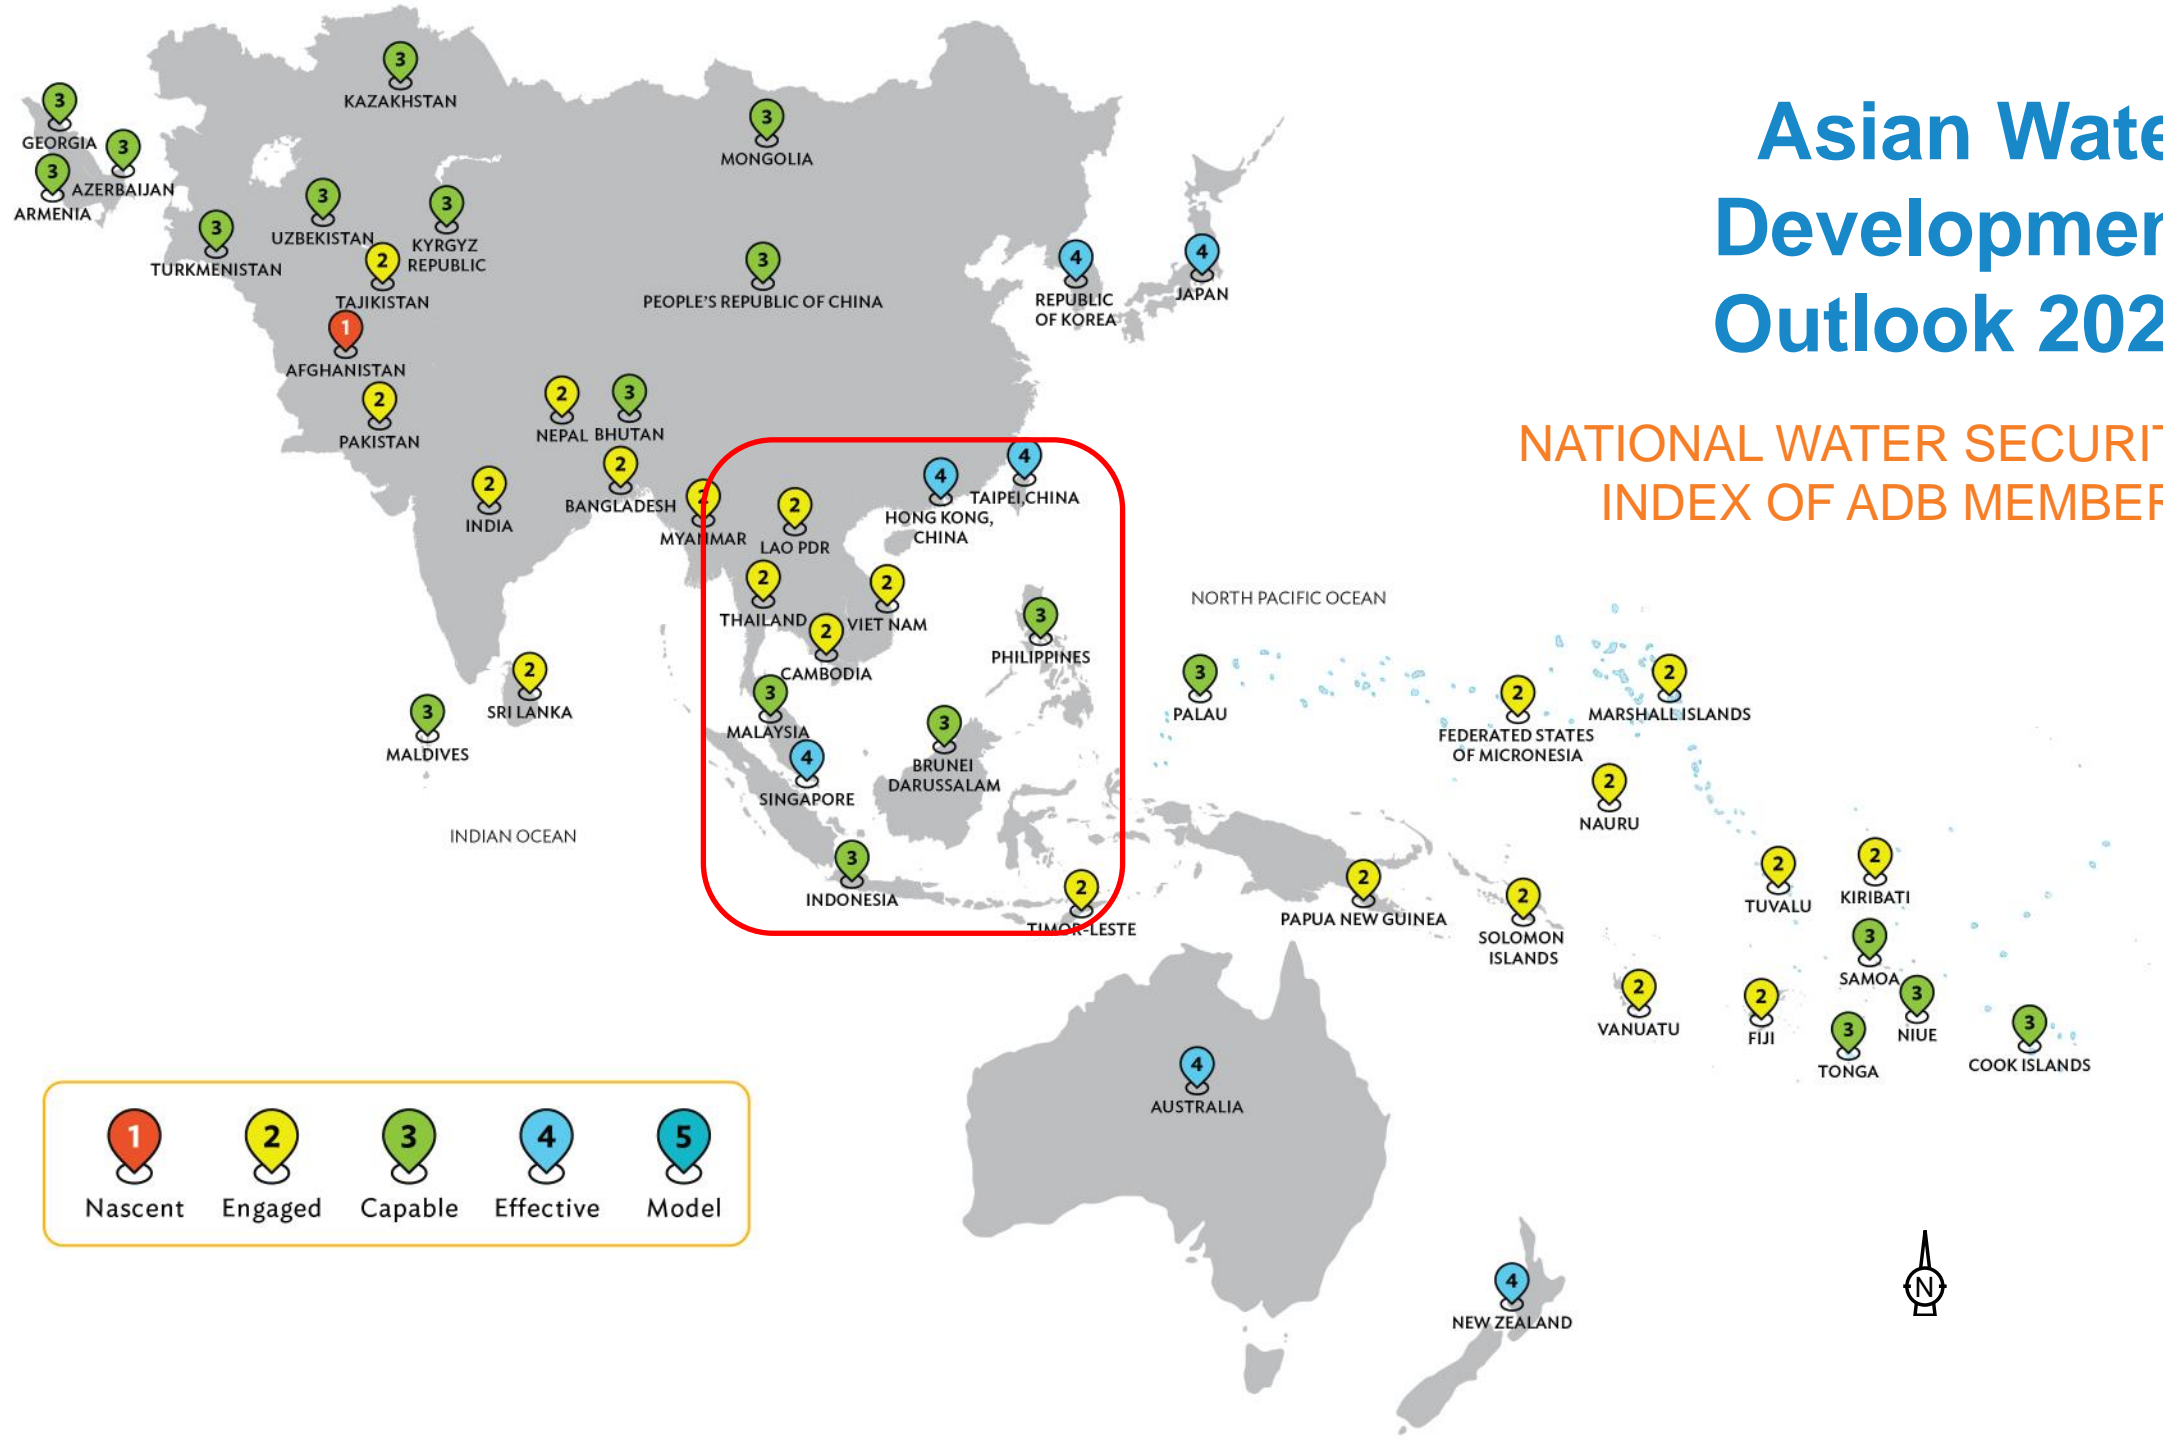 Asian Wate
Developmen
Outlook 202
NATIONAL WATER SECURIT
INDEX OF ADB MEMBER
3
KAZAKHSTAN
3
GEORGIA
3
AZERBAIJAN
3
ARMENIA
3
MONGOLIA
3
UZBEKISTAN
3
KYRGYZ
REPUBLIC
3
TURKMENISTAN
2
TAJIKISTAN
3
PEOPLE'S REPUBLIC OF CHINA
4
REPUBLIC
OF KOREA
4
JAPAN
1
AFGHANISTAN
2
PAKISTAN
2
NEPAL
3
BHUTAN
2
BANGLADESH
2
INDIA
2
MYANMAR
2
LAO PDR
4
HONG KONG,
CHINA
4
TAIPEI,CHINA
2
THAILAND
2
VIET NAM
2
CAMBODIA
3
PHILIPPINES
NORTH PACIFIC OCEAN
2
SRI LANKA
3
MALDIVES
3
MALAYSIA
4
SINGAPORE
3
BRUNEI
DARUSSALAM
3
PALAU
2
FEDERATED STATES
OF MICRONESIA
2
MARSHALL ISLANDS
2
NAURU
INDIAN OCEAN
3
INDONESIA
2
TIMOR-LESTE
2
PAPUA NEW GUINEA
2
SOLOMON
ISLANDS
2
TUVALU
2
KIRIBATI
3
SAMOA
2
VANUATU
2
FIJI
3
TONGA
3
NIUE
3
COOK ISLANDS
4
AUSTRALIA
4
NEW ZEALAND
1
Nascent
2
Engaged
3
Capable
4
Effective
5
Model
N